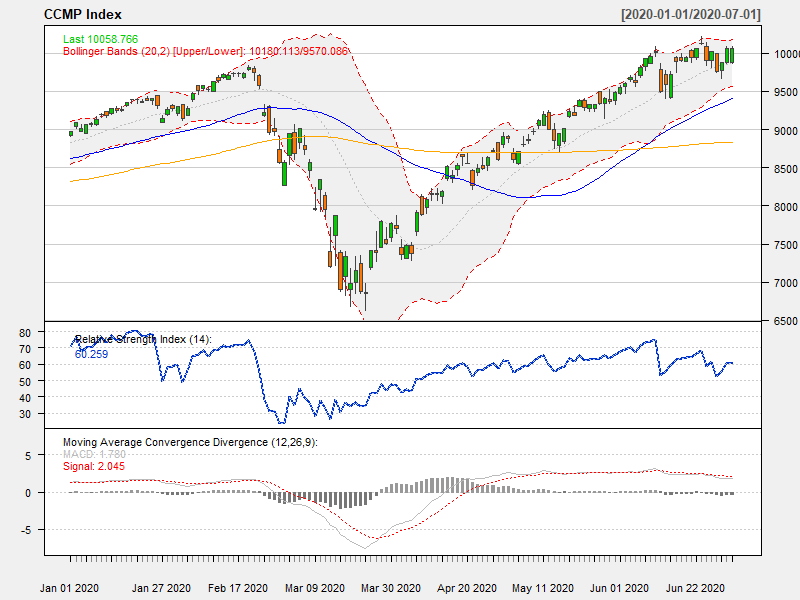 CCMP Index [2020-01-01/2020-07-01]
Last 10058.766
Bollinger Bands (20,2) [Upper/Lower]: 10180.113/9570.086
10000
9500
9000
8500
8000
7500
7000
6500
Relative Strength Index (14):
60.259
80
70
60
50
40
30
Moving Average Convergence Divergence (12,26,9):
MACD: 1.780
Signal: 2.045
5
0
-5
Jan 01 2020 Jan 27 2020 Feb 17 2020 Mar 09 2020 Mar 30 2020 Apr 20 2020 May 11 2020 Jun 01 2020 Jun 22 2020